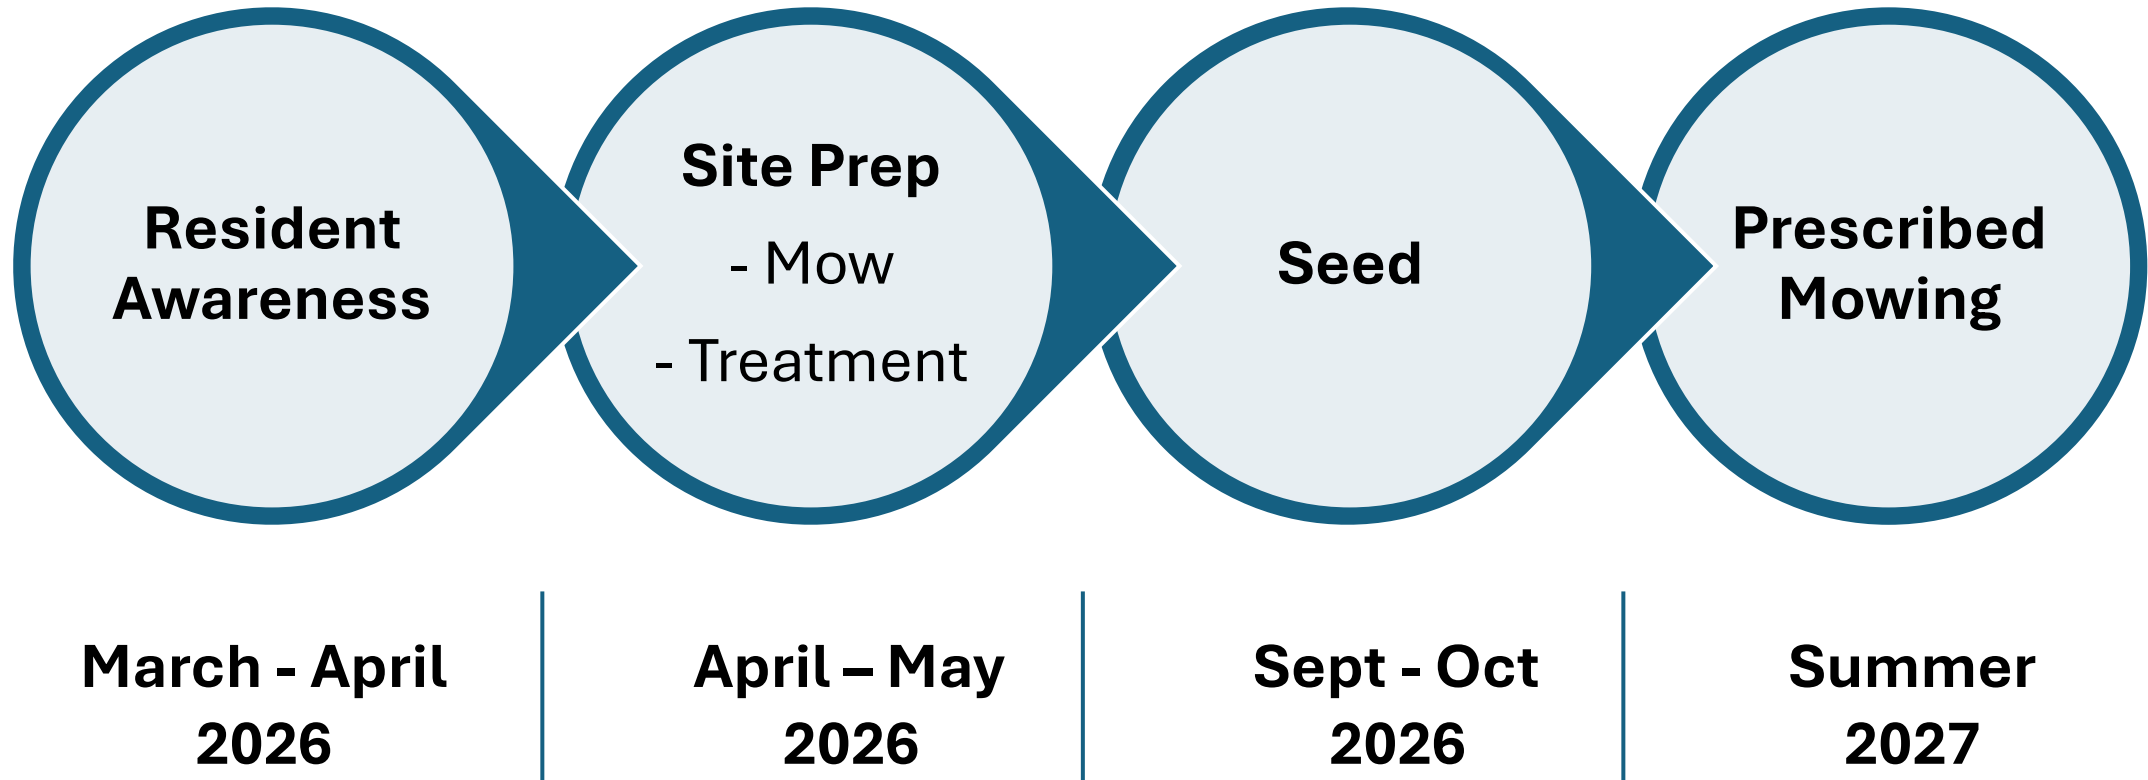 Resident
Awareness
Site Prep
- Mow
- Treatment
Seed
Prescribed
Mowing
March - April
2026
April – May
2026
Sept - Oct
2026
Summer
2027